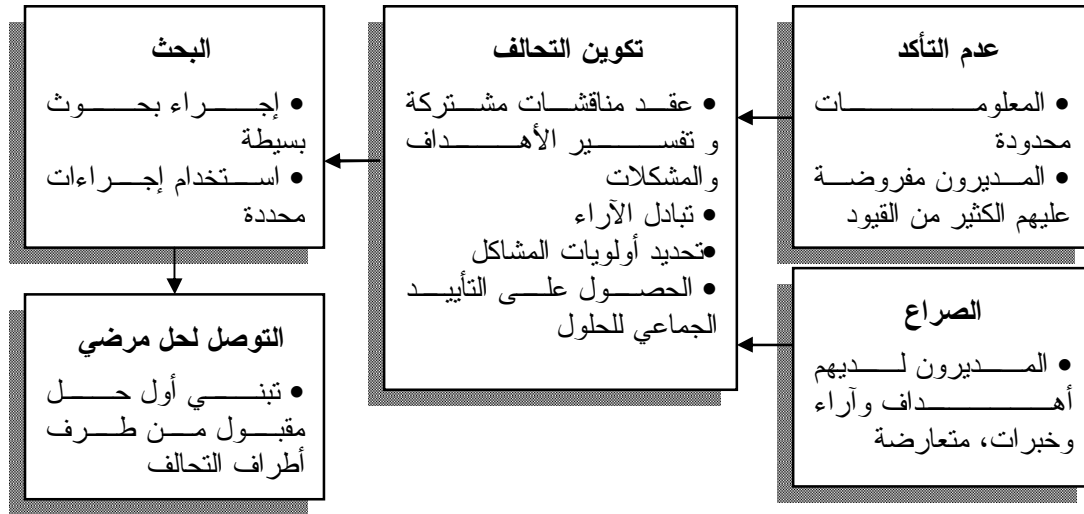 عدم التأكد
• المعلومات
محدودة
• المديرون مفروضة
عليهم الكثير من القيود
الصراع
• المديرون لديهم
أهداف وآراء
وخبرات، متعارضة
تكوين التحالف
• عقد مناقشات مشتركة
و تفسير الأهداف
والمشكلات
• تبادل الآراء
•تحديد أولويات المشاكل
• الحصول على التأييد
الجماعي للحلول
البحث
• إجراء بحوث
بسيطة
• استخدام إجراءات
محددة
التوصل لحل مرضي
• تبني أول حل
مقبول من طرف
أطراف التحالف